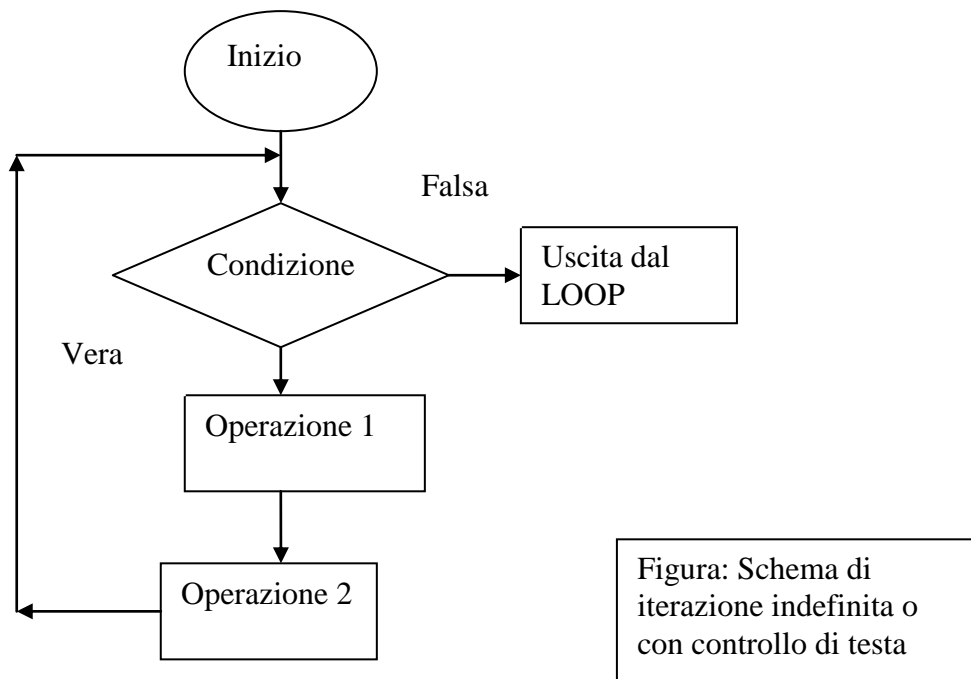 Inizio
Falsa
Condizione
Uscita dal
LOOP
Vera
Operazione 1
Operazione 2
Figura: Schema di
iterazione indefinita o
con controllo di testa